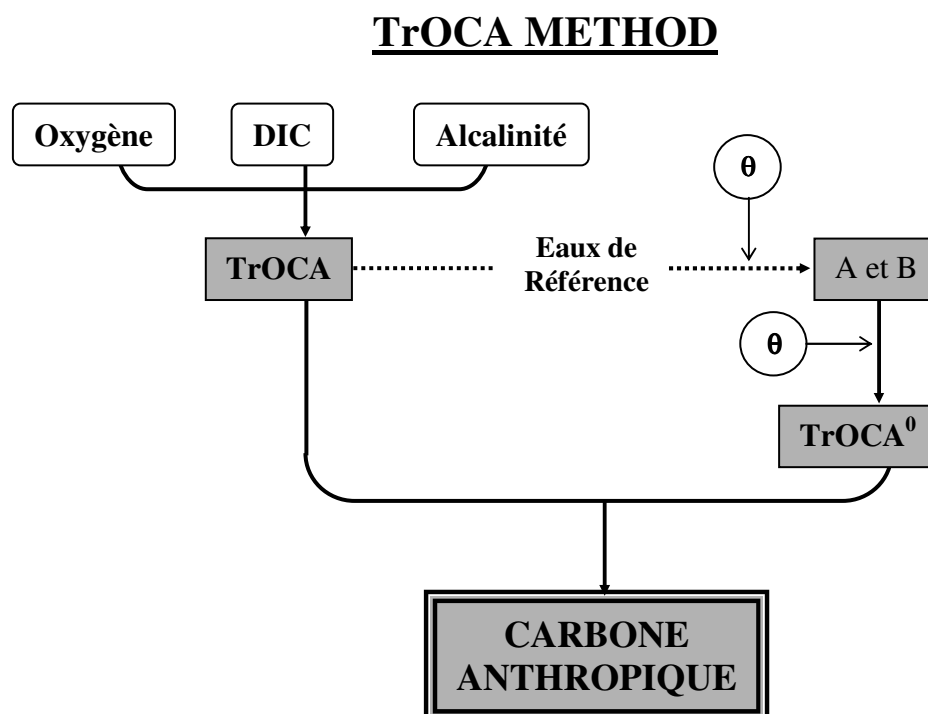 TrOCA METHOD
Oxygène
DIC
Alcalinité
θ
TrOCA
Eaux de
Référence
A et B
θ
TrOCA⁰
CARBONE
ANTHROPIQUE